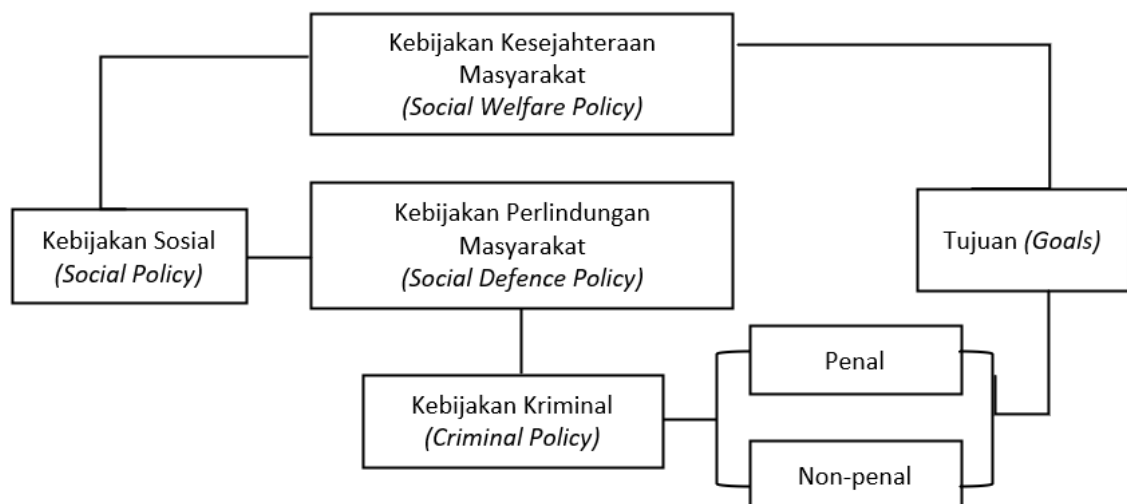 Kebijakan Kesejahteraan
Masyarakat
(Social Welfare Policy)
Kebijakan Sosial
(Social Policy)
Kebijakan Perlindungan
Masyarakat
(Social Defence Policy)
Tujuan (Goals)
Kebijakan Kriminal
(Criminal Policy)
Penal
Non-penal